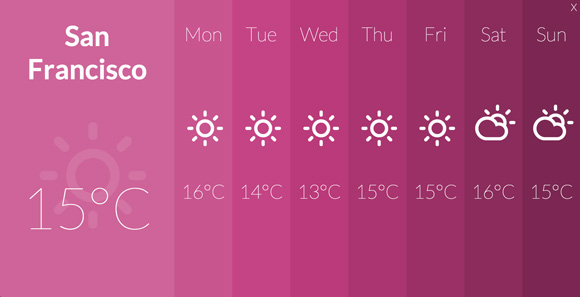 X
San
Francisco
15°C
Mon Tue Wed Thu Fri Sat Sun
16°C 14°C 13°C 15°C 15°C 16°C 15°C